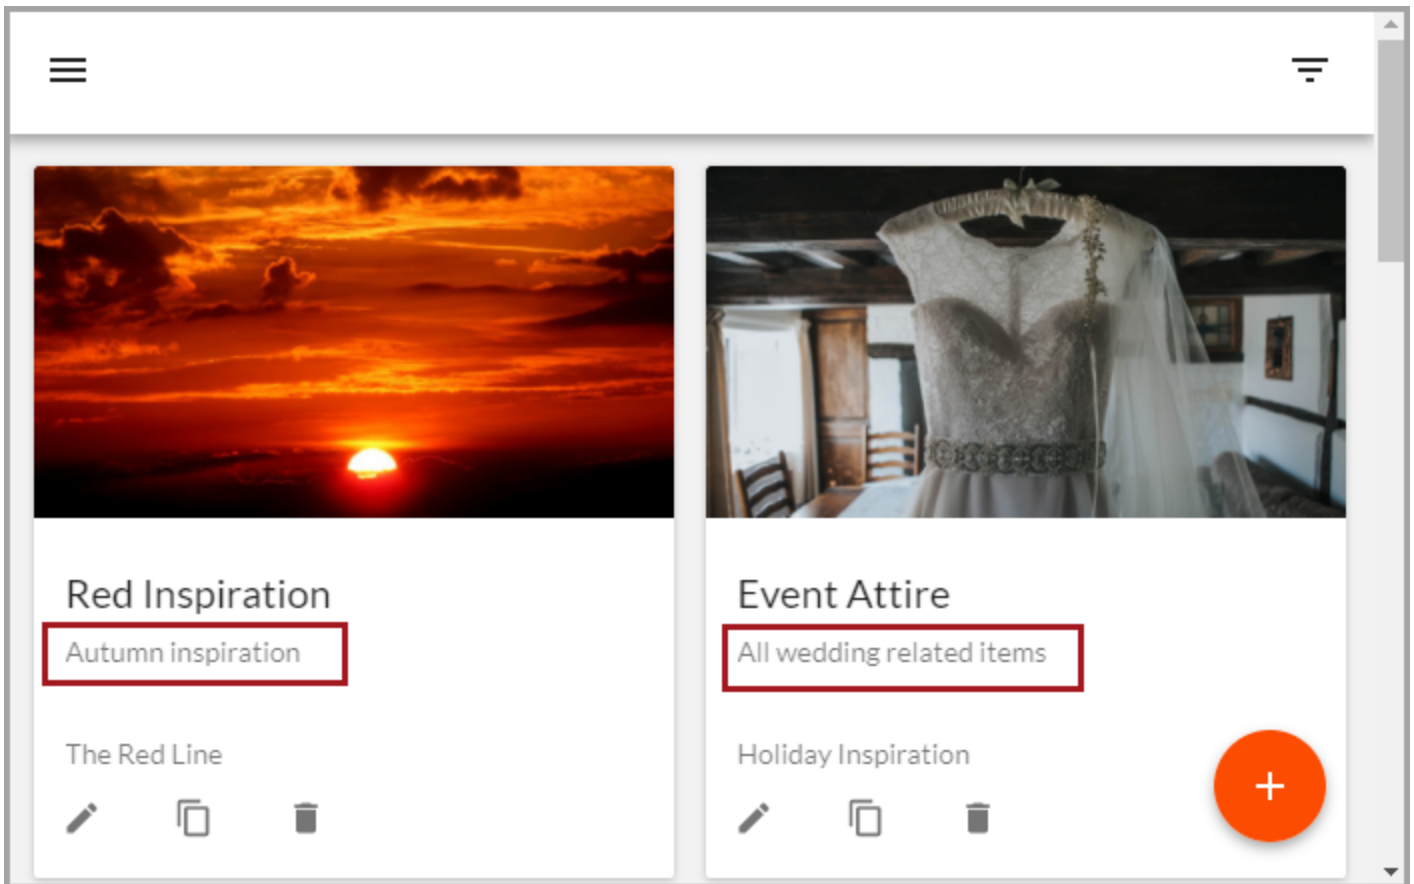 Red Inspiration
Autumn inspiration
The Red Line
Event Attire
All wedding related items
Holiday Inspiration